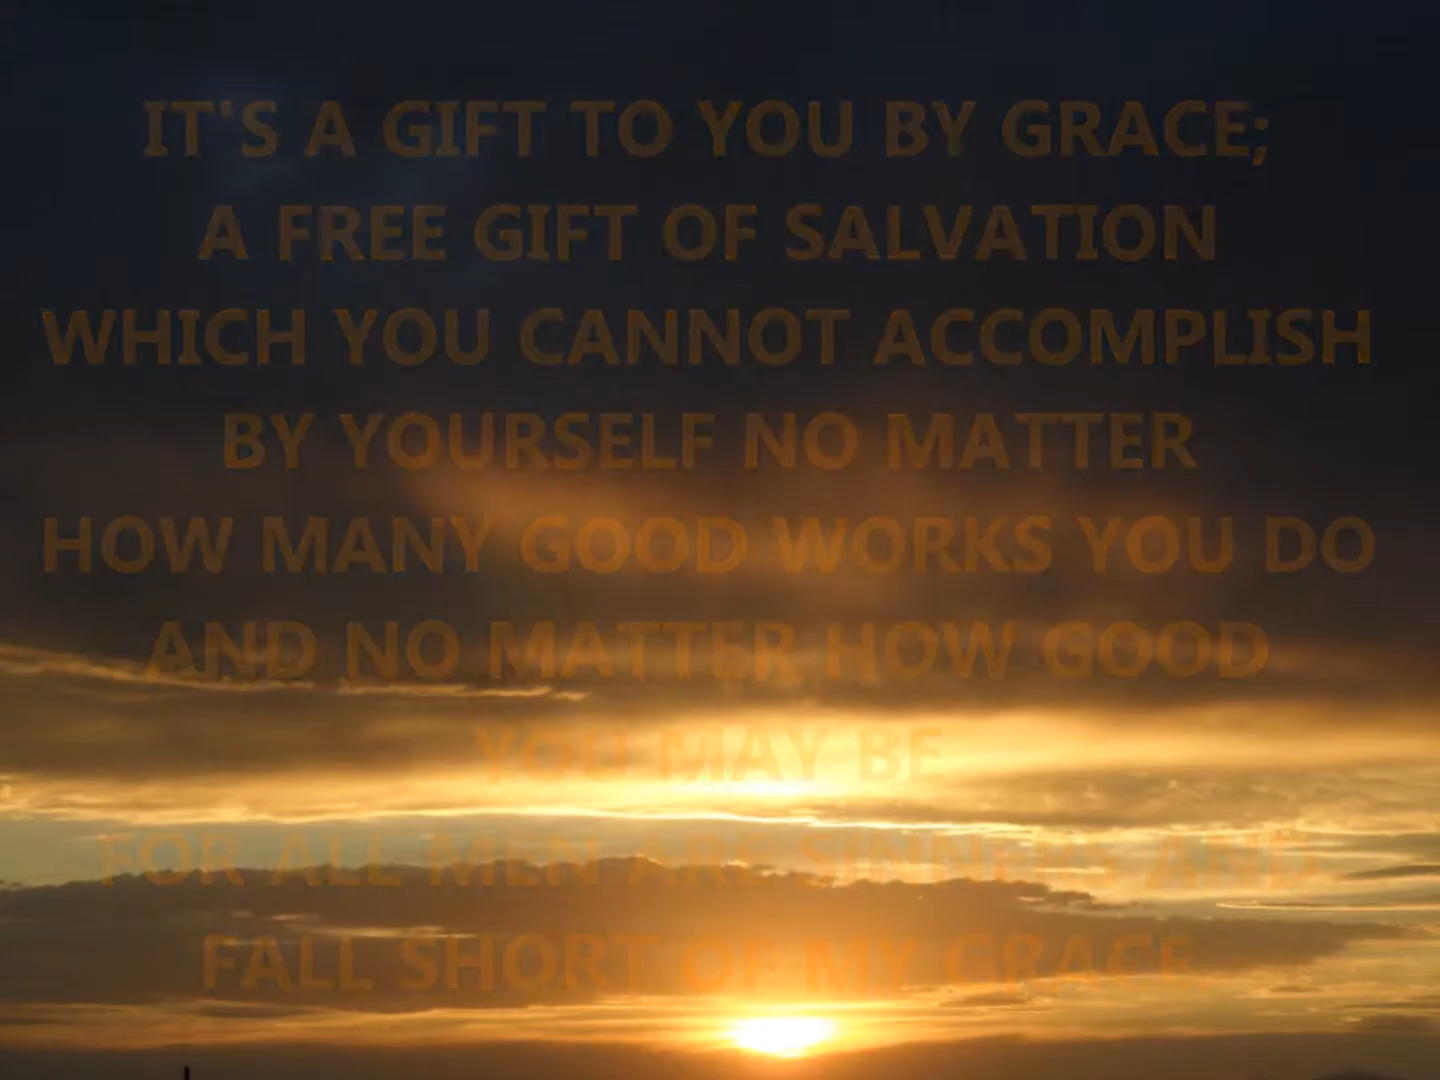 IT'S A GIFT TO YOU BY GRACE;
A FREE GIFT OF SALVATION
WHICH YOU CANNOT ACCOMPLISH
BY YOURSELF NO MATTER
HOW MANY GOOD WORKS YOU DO
AND NO MATTER HOW GOOD
YOU MAY BE
FOR ALL MEN ARE SINNERS AND
FALL SHORT OF MY GRACE.